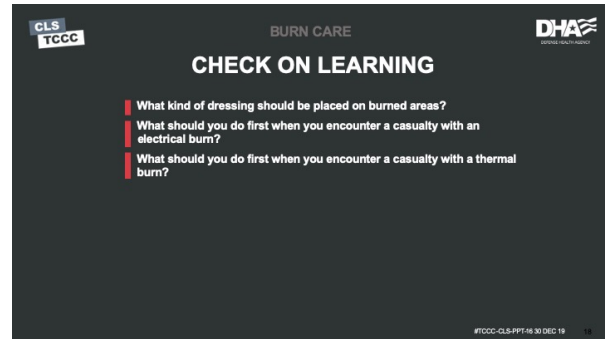 CLS
TCCC
BURN CARE
DHA
DEFENSE HEALTH AGENCY
CHECK ON LEARNING
What kind of dressing should be placed on burned areas?
What should you do first when you encounter a casualty with an
electrical burn?
What should you do first when you encounter a casualty with a thermal
burn?
#TCCC-CLS-PPT-16 30 DEC 19
19